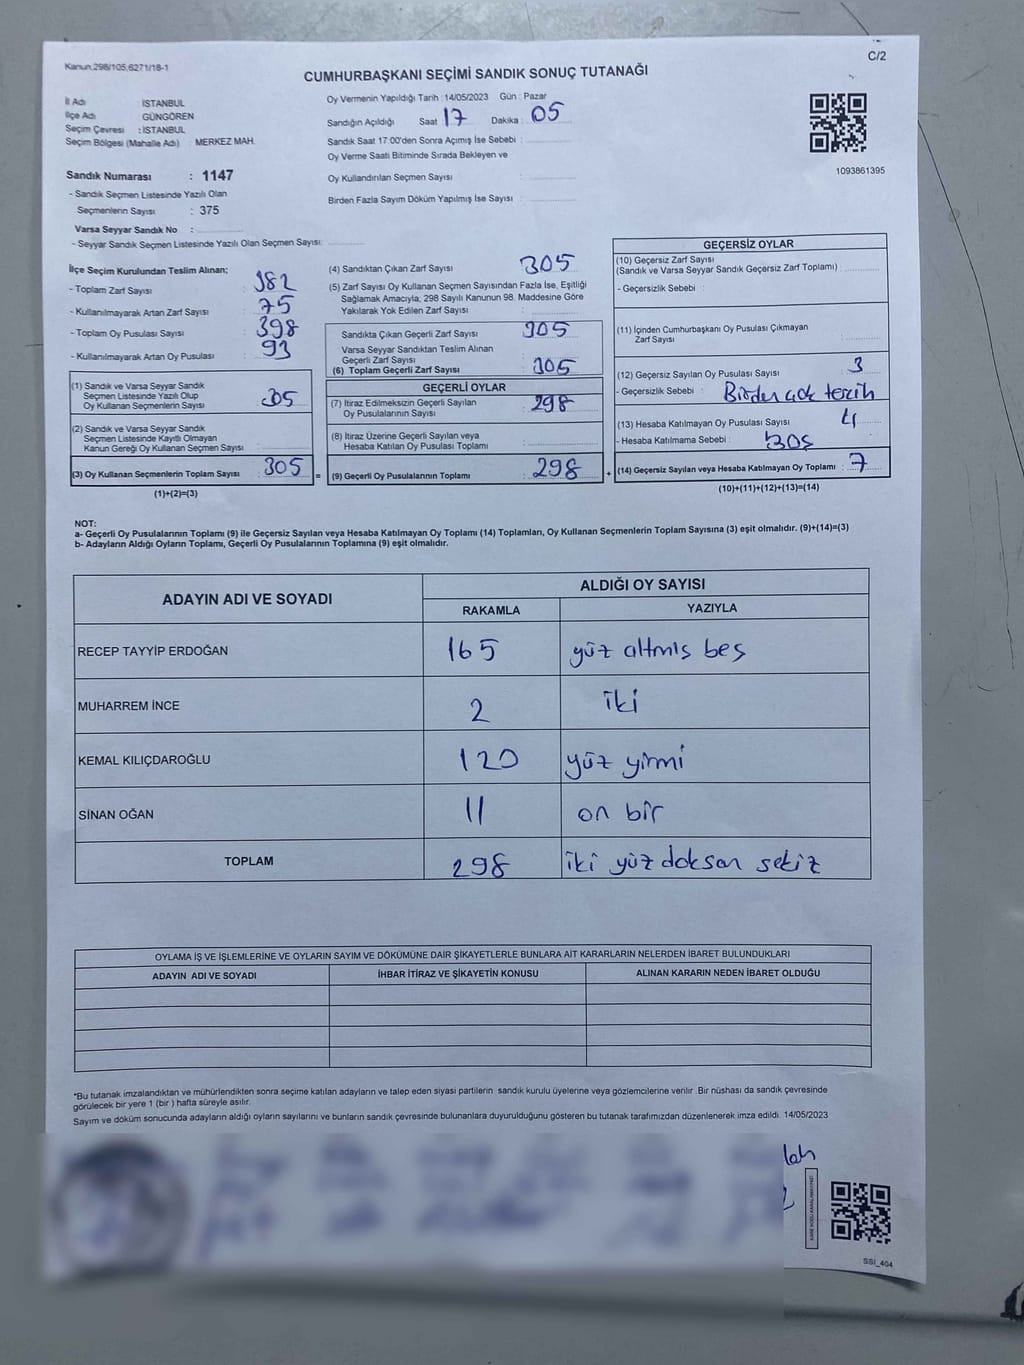 Kanun.298/105,6271/18-1
C/2
CUMHURBAŞKANI SEÇİMİ SANDIK SONUÇ TUTANAĞI
İl Adı İSTANBUL
İlçe Adı GÜNGÖREN
Seçim Çevresi : İSTANBUL
Seçim Bölgesi (Mahalle Adı) : MERKEZ MAH.
Sandık Numarası : 1147
- Sandık Seçmen Listesinde Yazılı Olan
Seçmenlerin Sayısı : 375
Varsa Seyyar Sandık No :
- Seyyar Sandık Seçmen Listesinde Yazılı Olan Seçmen Sayısı:
Oy Vermenin Yapıldığı Tarih : 14/05/2023 Gün : Pazar
Sandığın Açıldığı Saat 17 Dakika : 05
Sandık Saat 17:00'den Sonra Açımış İse Sebebi :
Oy Verme Saati Bitiminde Sırada Bekleyen ve
Oy Kullandırılan Seçmen Sayısı :
Birden Fazla Sayım Döküm Yapılmış İse Sayısı :
1093861395
İlçe Seçim Kurulundan Teslim Alınan;
- Toplam Zarf Sayısı : 382
- Kullanılmayarak Artan Zarf Sayısı : 75
- Toplam Oy Pusulası Sayısı : 398
- Kullanılmayarak Artan Oy Pusulası : 93
(1) Sandık ve Varsa Seyyar Sandık
Seçmen Listesinde Yazılı Olup
Oy Kullanan Seçmenlerin Sayısı : 305
(2) Sandık ve Varsa Seyyar Sandık
Seçmen Listesinde Kayıtlı Olmayan
Kanun Gereği Oy Kullanan Seçmen Sayısı :
(3) Oy Kullanan Seçmenlerin Toplam Sayısı : 305 =
(1)+(2)=(3)
(4) Sandıktan Çıkan Zarf Sayısı : 305
(5) Zarf Sayısı Oy Kullanan Seçmen Sayısından Fazla İse, Eşitliği
Sağlamak Amacıyla, 298 Sayılı Kanunun 98. Maddesine Göre
Yakılarak Yok Edilen Zarf Sayısı :
Sandıkta Çıkan Geçerli Zarf Sayısı : 305
Varsa Seyyar Sandıktan Teslim Alınan
Geçerli Zarf Sayısı :
(6) Toplam Geçerli Zarf Sayısı : 305
GEÇERLİ OYLAR
(7) İtiraz Edilmeksizin Geçerli Sayılan
Oy Pusulalarının Sayısı : 298
(8) İtiraz Üzerine Geçerli Sayılan veya
Hesaba Katılan Oy Pusulası Toplamı :
(9) Geçerli Oy Pusulalarının Toplamı : 298 +
GEÇERSİZ OYLAR
(10) Geçersiz Zarf Sayısı
(Sandık ve Varsa Seyyar Sandık Geçersiz Zarf Toplamı) :
- Geçersizlik Sebebi :
(11) İçinden Cumhurbaşkanı Oy Pusulası Çıkmayan
Zarf Sayısı :
(12) Geçersiz Sayılan Oy Pusulası Sayısı : 3
- Geçersizlik Sebebi : Birden çok tercih
(13) Hesaba Katılmayan Oy Pusulası Sayısı : 4
- Hesaba Katılmama Sebebi : 
(14) Geçersiz Sayılan veya Hesaba Katılmayan Oy Toplamı : 7
(10)+(11)+(12)+(13)=(14)
NOT:
a- Geçerli Oy Pusulalarının Toplamı (9) ile Geçersiz Sayılan veya Hesaba Katılmayan Oy Toplamı (14) Toplamları, Oy Kullanan Seçmenlerin Toplam Sayısına (3) eşit olmalıdır. (9)+(14)=(3)
b- Adayların Aldığı Oyların Toplamı, Geçerli Oy Pusulalarının Toplamına (9) eşit olmalıdır.
ADAYIN ADI VE SOYADI
ALDIĞI OY SAYISI
RAKAMLA YAZIYLA
RECEP TAYYİP ERDOĞAN 165 yüz altmış beş
MUHARREM İNCE 2 iki
KEMAL KILIÇDAROĞLU 120 yüz yirmi
SİNAN OĞAN 11 on bir
TOPLAM 298 iki yüz doksan sekiz
OYLAMA İŞ VE İŞLEMLERİNE VE OYLARIN SAYIM VE DÖKÜMÜNE DAİR ŞİKAYETLERLE BUNLARA AİT KARARLARIN NELERDEN İBARET BULUNDUKLARI
ADAYIN ADI VE SOYADI İHBAR İTİRAZ VE ŞİKAYETİN KONUSU ALINAN KARARIN NEDEN İBARET OLDUĞU
*Bu tutanak imzalandıktan ve mühürlendikten sonra seçime katılan adayların ve talep eden siyasi partilerin sandık kurulu üyelerine veya gözlemcilerine verilir. Bir nüshası da sandık çevresinde
görülecek bir yere 1 (bir ) hafta süreyle asılır.
Sayım ve döküm sonucunda adayların aldığı oyların sayılarını ve bunların sandık çevresinde bulunanlara duyurulduğunu gösteren bu tutanak tarafımızdan düzenlenerek imza edildi. 14/05/2023
SSI_404